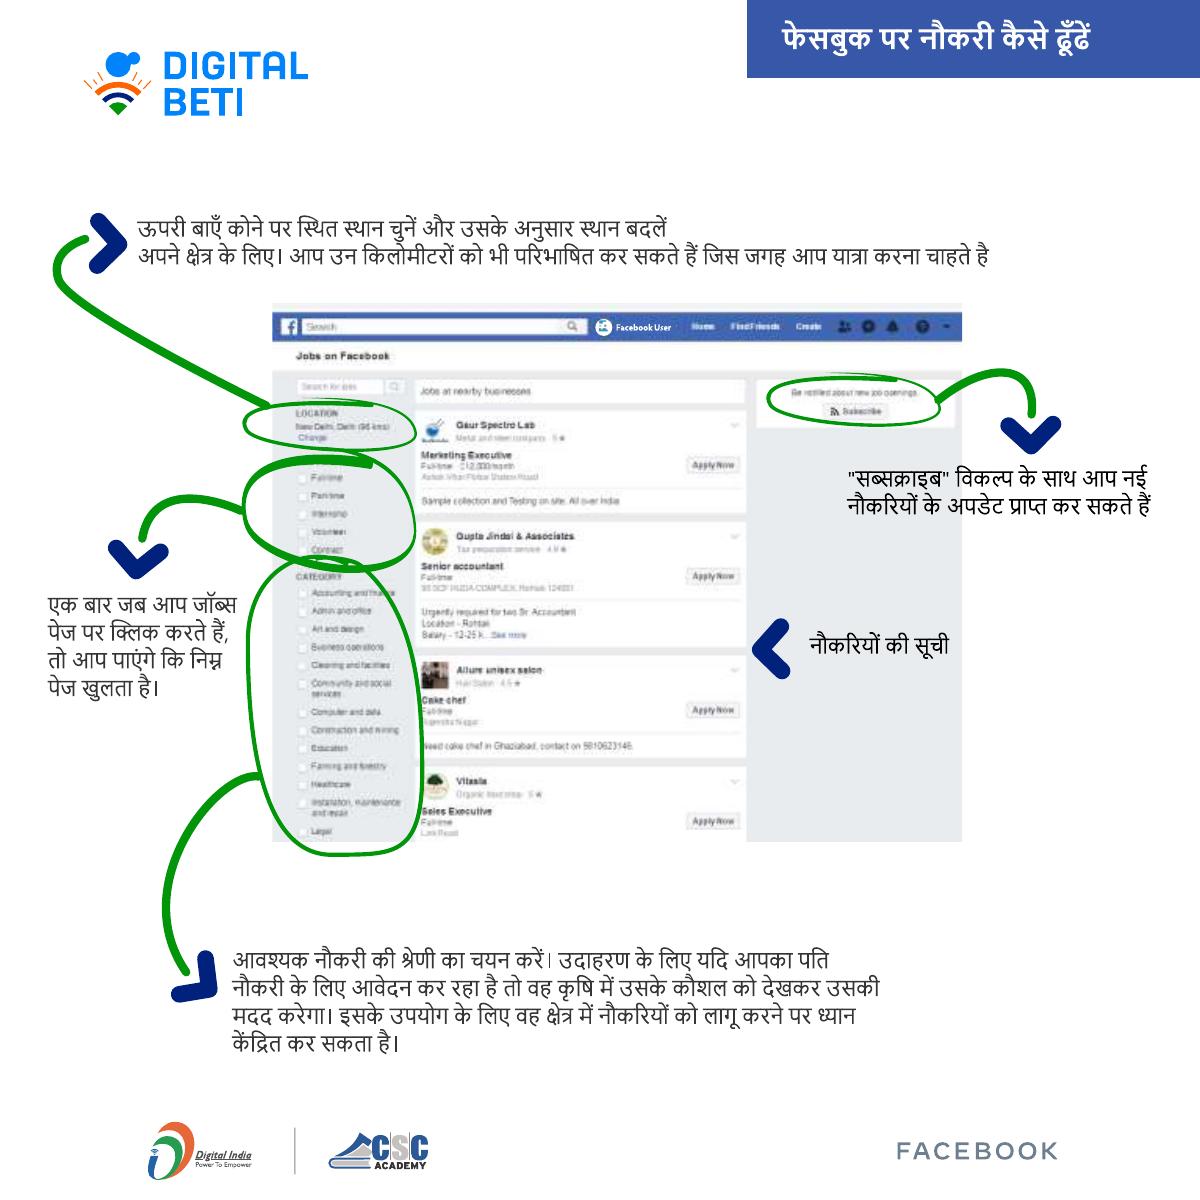 फेसबुक पर नौकरी कैसे ढूँढें
DIGITAL
BETI
ऊपरी बाएँ कोने पर स्थित स्थान चुनें और उसके अनुसार स्थान बदलें
अपने क्षेत्र के लिए। आप उन किलोमीटरों को भी परिभाषित कर सकते हैं जिस जगह आप यात्रा करना चाहते है
Search
Facebook User
Home
Find Friends
Create
Jobs on Facebook
Search for jobs
LOCATION
New Delhi, Delhi (96 kms)
Change
Full-time
Part-time
Internship
Volunteer
Contract
CATEGORY
Accounting and finance
Admin and office
Art and design
Business operations
Cleaning and facilities
Community and social
services
Computer and data
Construction and mining
Education
Farming and forestry
Healthcare
Installation, maintenance
and repair
Legal
Jobs at nearby businesses
Gaur Spectro Lab
Metal and steel company · 5 ★
Marketing Executive
Full-time · ₹12,000/month
Apply Now
Sample collection and Testing on site. All over India
Gupta Jindal & Associates
Tax preparation service · 4.9 ★
Senior accountant
Full-time
Apply Now
Urgently required for two Sr. Accountant
Location - Rohtak
Salary - 12-25 k... See more
Allure unisex salon
Hair Salon · 4.5 ★
Cake chef
Full-time
Apply Now
Need cake chef in Ghaziabad, contact on 9810623146.
Vitasta
Organic food shop · 5 ★
Sales Executive
Full-time
Link Road
Apply Now
Be notified about new job openings.
Subscribe
"सब्सक्राइब" विकल्प के साथ आप नई
नौकरियों के अपडेट प्राप्त कर सकते हैं
एक बार जब आप जॉब्स
पेज पर क्लिक करते हैं,
तो आप पाएंगे कि निम्न
पेज खुलता है।
नौकरियों की सूची
आवश्यक नौकरी की श्रेणी का चयन करें। उदाहरण के लिए यदि आपका पति
नौकरी के लिए आवेदन कर रहा है तो वह कृषि में उसके कौशल को देखकर उसकी
मदद करेगा। इसके उपयोग के लिए वह क्षेत्र में नौकरियों को लागू करने पर ध्यान
केंद्रित कर सकता है।
Digital India
Power To Empower
CSC
ACADEMY
FACEBOOK